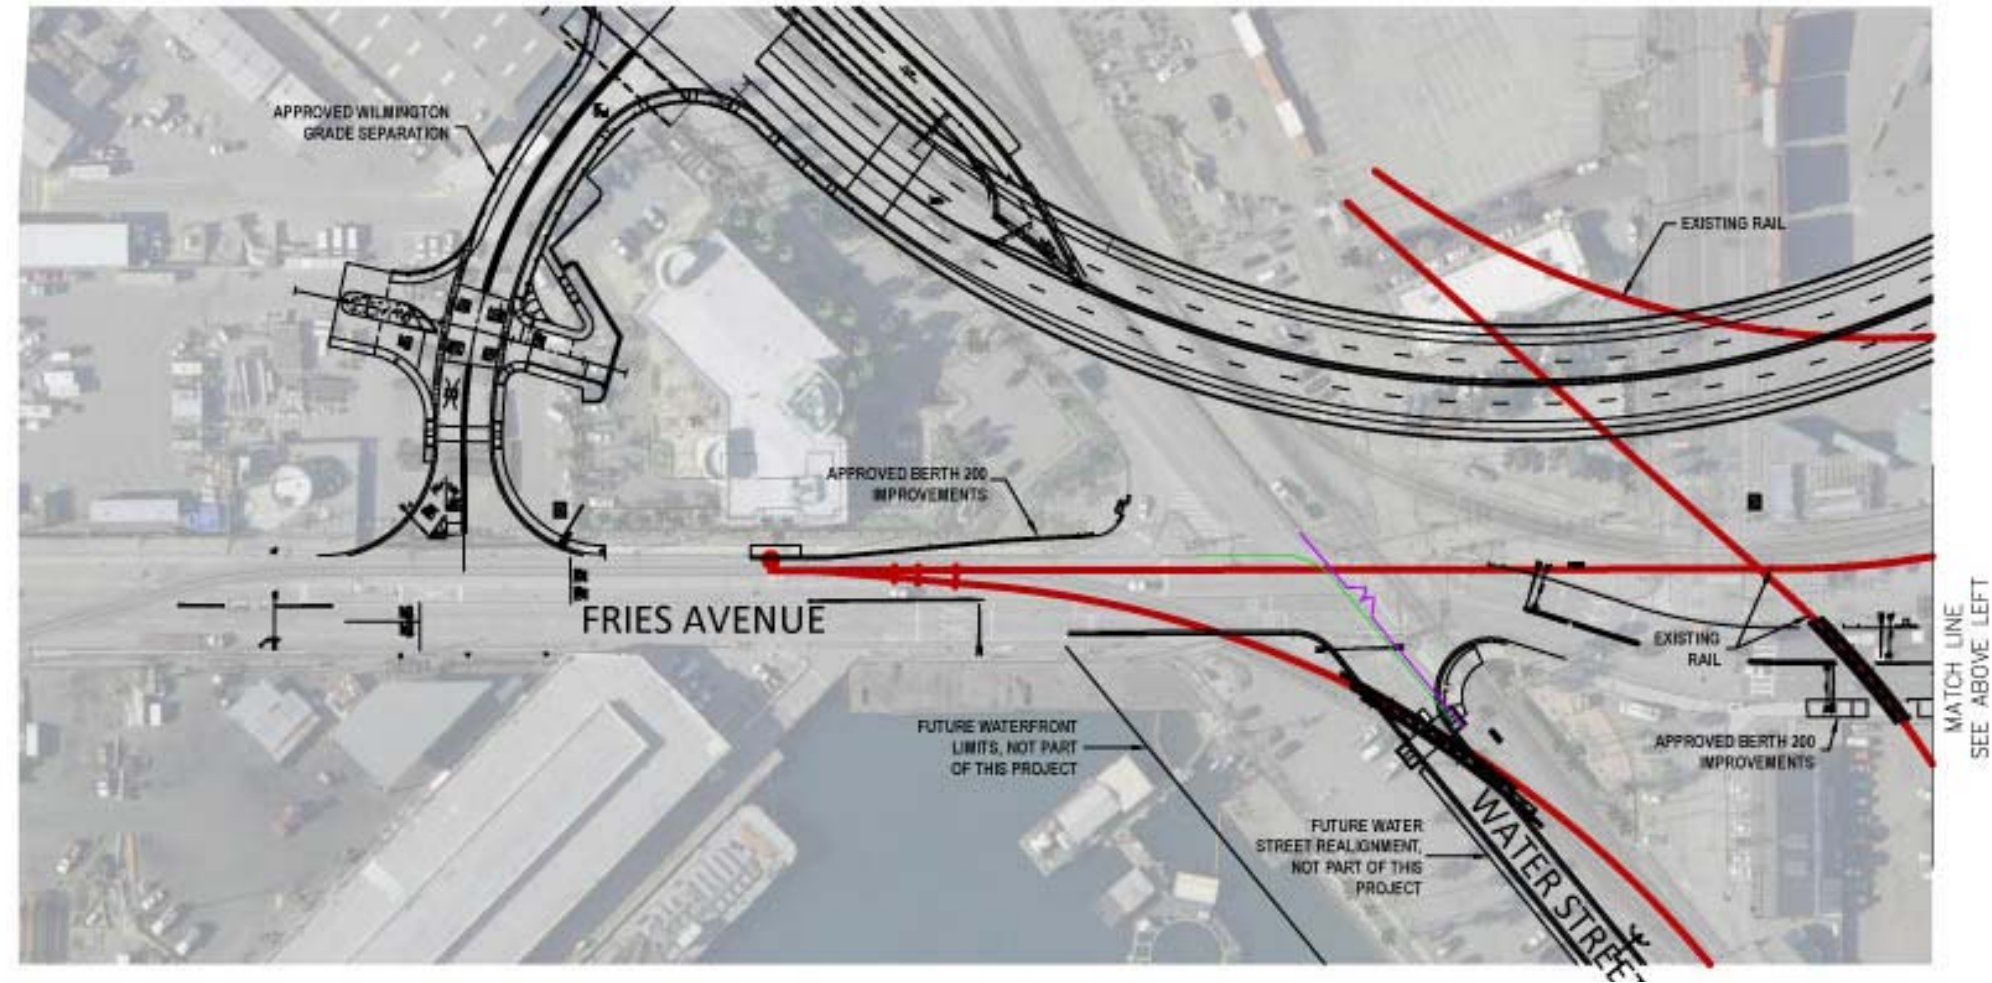 APPROVED WILMINGTON
GRADE SEPARATION
EXISTING RAIL
APPROVED BERTH 200
IMPROVEMENTS
FRIES AVENUE
EXISTING
RAIL
MATCH LINE
SEE ABOVE LEFT
FUTURE WATERFRONT
LIMITS, NOT PART
OF THIS PROJECT
APPROVED BERTH 200
IMPROVEMENTS
FUTURE WATER
STREET REALIGNMENT,
NOT PART OF THIS
PROJECT
WATER STREET